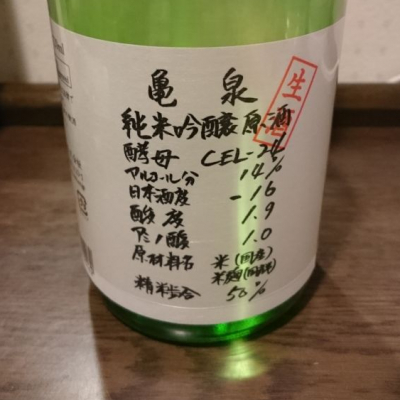 亀泉
純米吟醸原酒
生酒
酵母 CEL-24
アルコール分 14%
日本酒度 -16
酸度 1.9
アミノ酸 1.0
原材料名 米(国産)
米麹(国産米)
精米歩合 50%